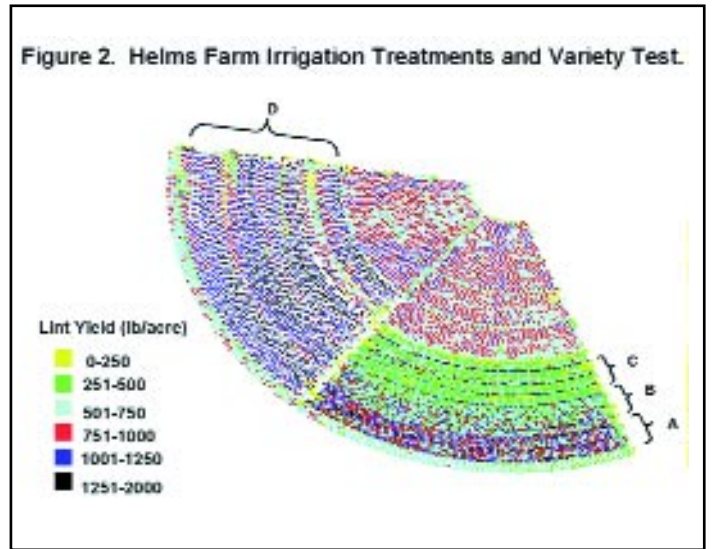 Figure 2. Helms Farm Irrigation Treatments and Variety Test.
D
Lint Yield (lb/acre)
0-250
251-500
501-750
751-1000
1001-1250
1251-2000
C
B
A